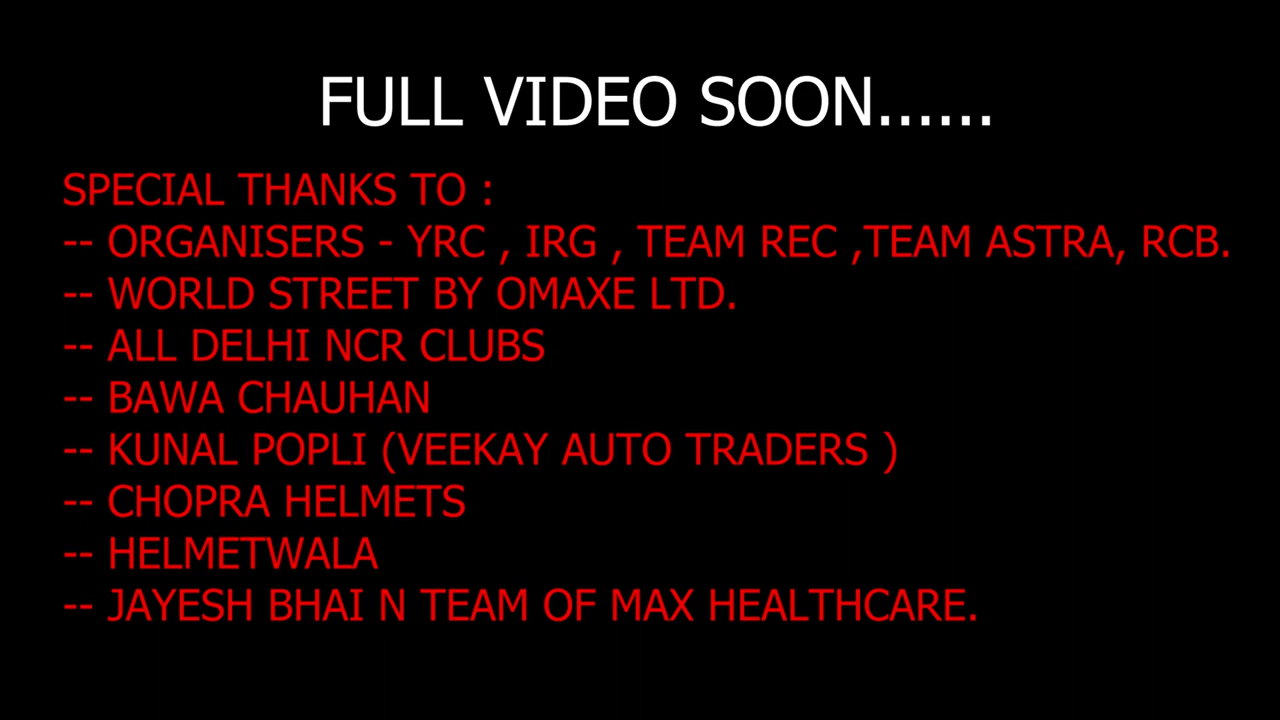 FULL VIDEO SOON......
SPECIAL THANKS TO :
-- ORGANISERS - YRC , IRG , TEAM REC ,TEAM ASTRA, RCB.
-- WORLD STREET BY OMAXE LTD.
-- ALL DELHI NCR CLUBS
-- BAWA CHAUHAN
-- KUNAL POPLI (VEEKAY AUTO TRADERS )
-- CHOPRA HELMETS
-- HELMETWALA
-- JAYESH BHAI N TEAM OF MAX HEALTHCARE.